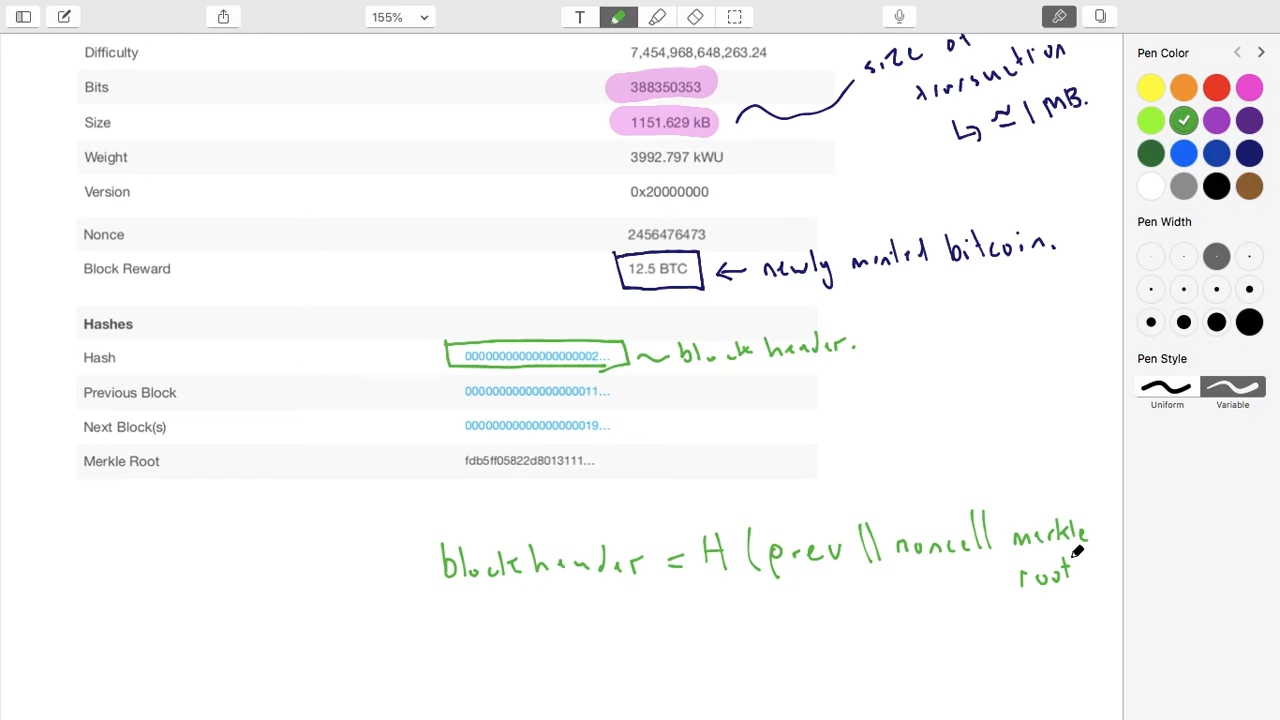 155%
T
Difficulty 7,454,968,648,263.24
size of
transaction
Bits 388350353
Size 1151.629 kB
↳ ≃ 1 MB.
Weight 3992.797 kWU
Version 0x20000000
Nonce 2456476473
Block Reward 12.5 BTC ← newly minted bitcoin.
Hashes
Hash 00000000000000000002... ~ block header.
Previous Block 00000000000000000011...
Next Block(s) 00000000000000000019...
Merkle Root fdb5ff05822d8013111...
blockheader = H (prev || nonce || merkle
root
Pen Color
Pen Width
Pen Style
Uniform Variable